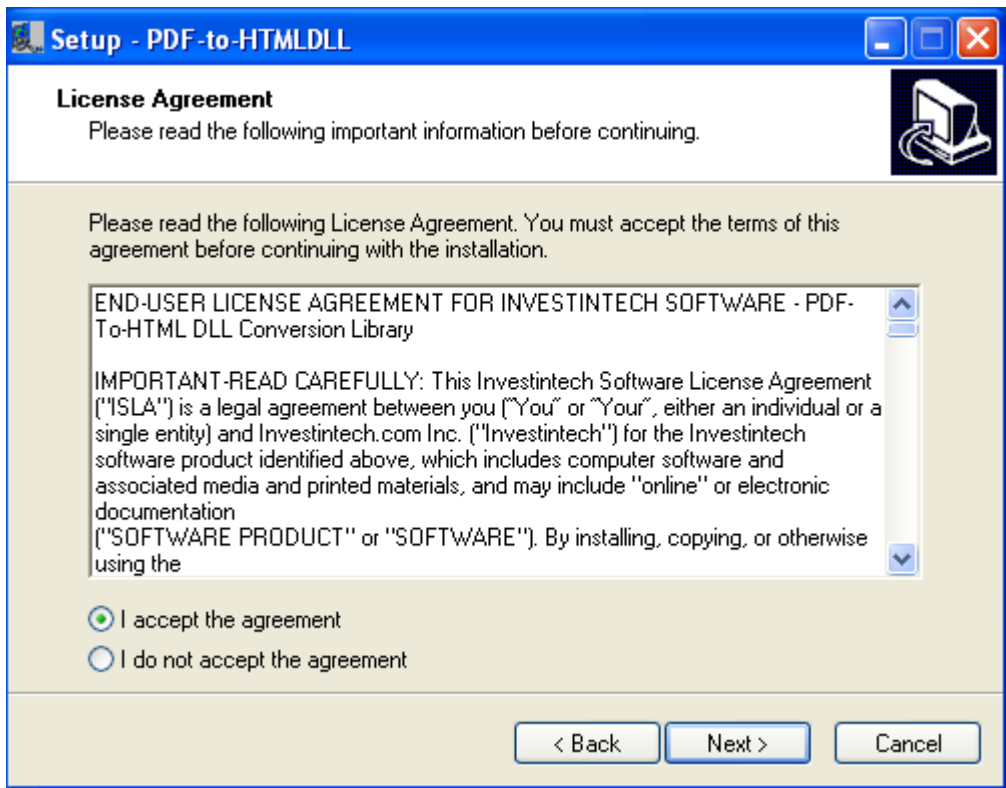 Setup - PDF-to-HTMLDLL
License Agreement
Please read the following important information before continuing.
Please read the following License Agreement. You must accept the terms of this
agreement before continuing with the installation.
END-USER LICENSE AGREEMENT FOR INVESTINTECH SOFTWARE - PDF-
To-HTML DLL Conversion Library
IMPORTANT-READ CAREFULLY: This Investintech Software License Agreement
("ISLA") is a legal agreement between you (˝You˝ or ˝Your˝, either an individual or a
single entity) and Investintech.com Inc. ("Investintech") for the Investintech
software product identified above, which includes computer software and
associated media and printed materials, and may include "online" or electronic
documentation
("SOFTWARE PRODUCT" or "SOFTWARE"). By installing, copying, or otherwise
using the
I accept the agreement
I do not accept the agreement
< Back Next > Cancel